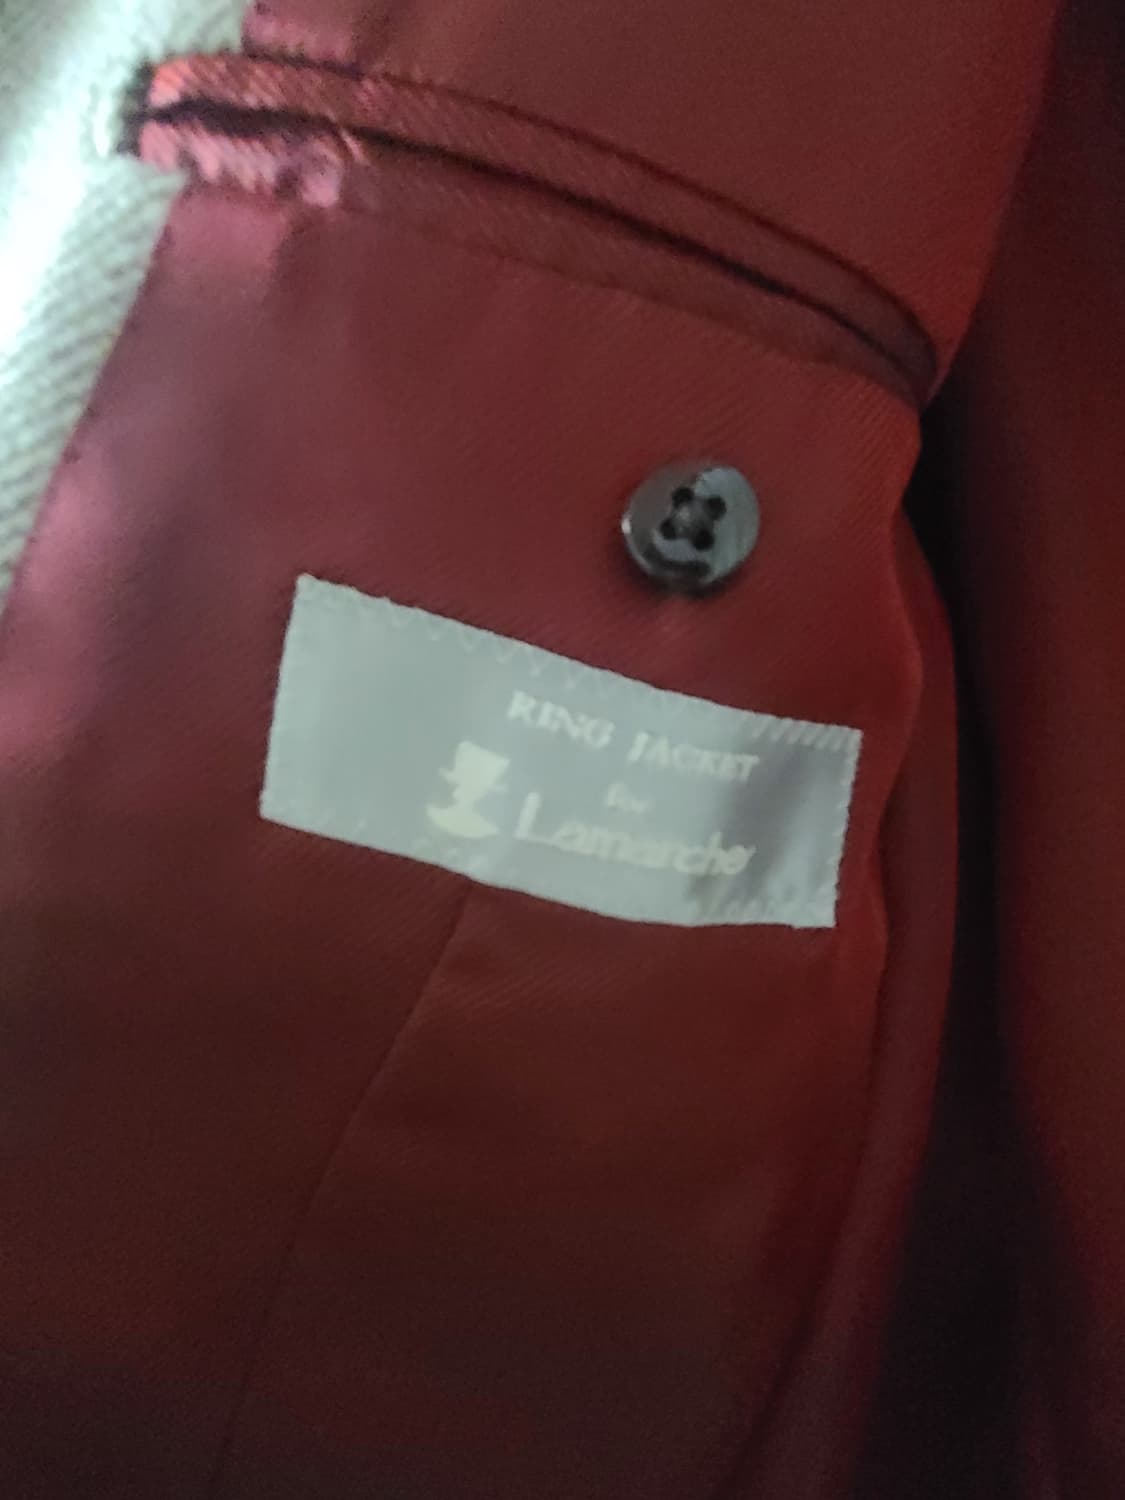 RING JACKET
for
Lamarche